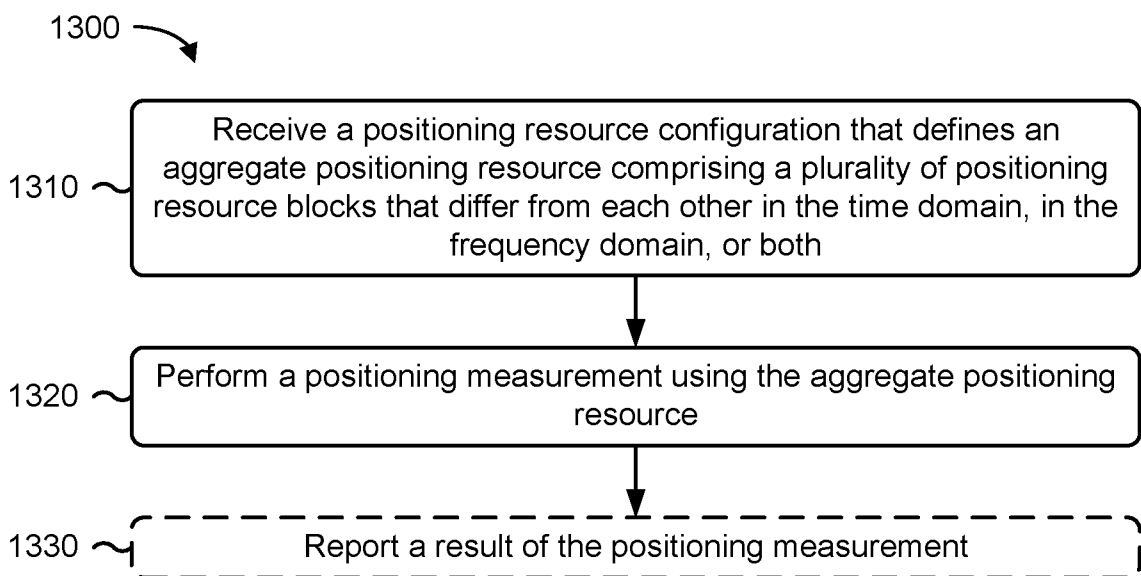 1300
Receive a positioning resource configuration that defines an
aggregate positioning resource comprising a plurality of positioning
resource blocks that differ from each other in the time domain, in the
frequency domain, or both
1310
Perform a positioning measurement using the aggregate positioning
resource
1320
Report a result of the positioning measurement
1330